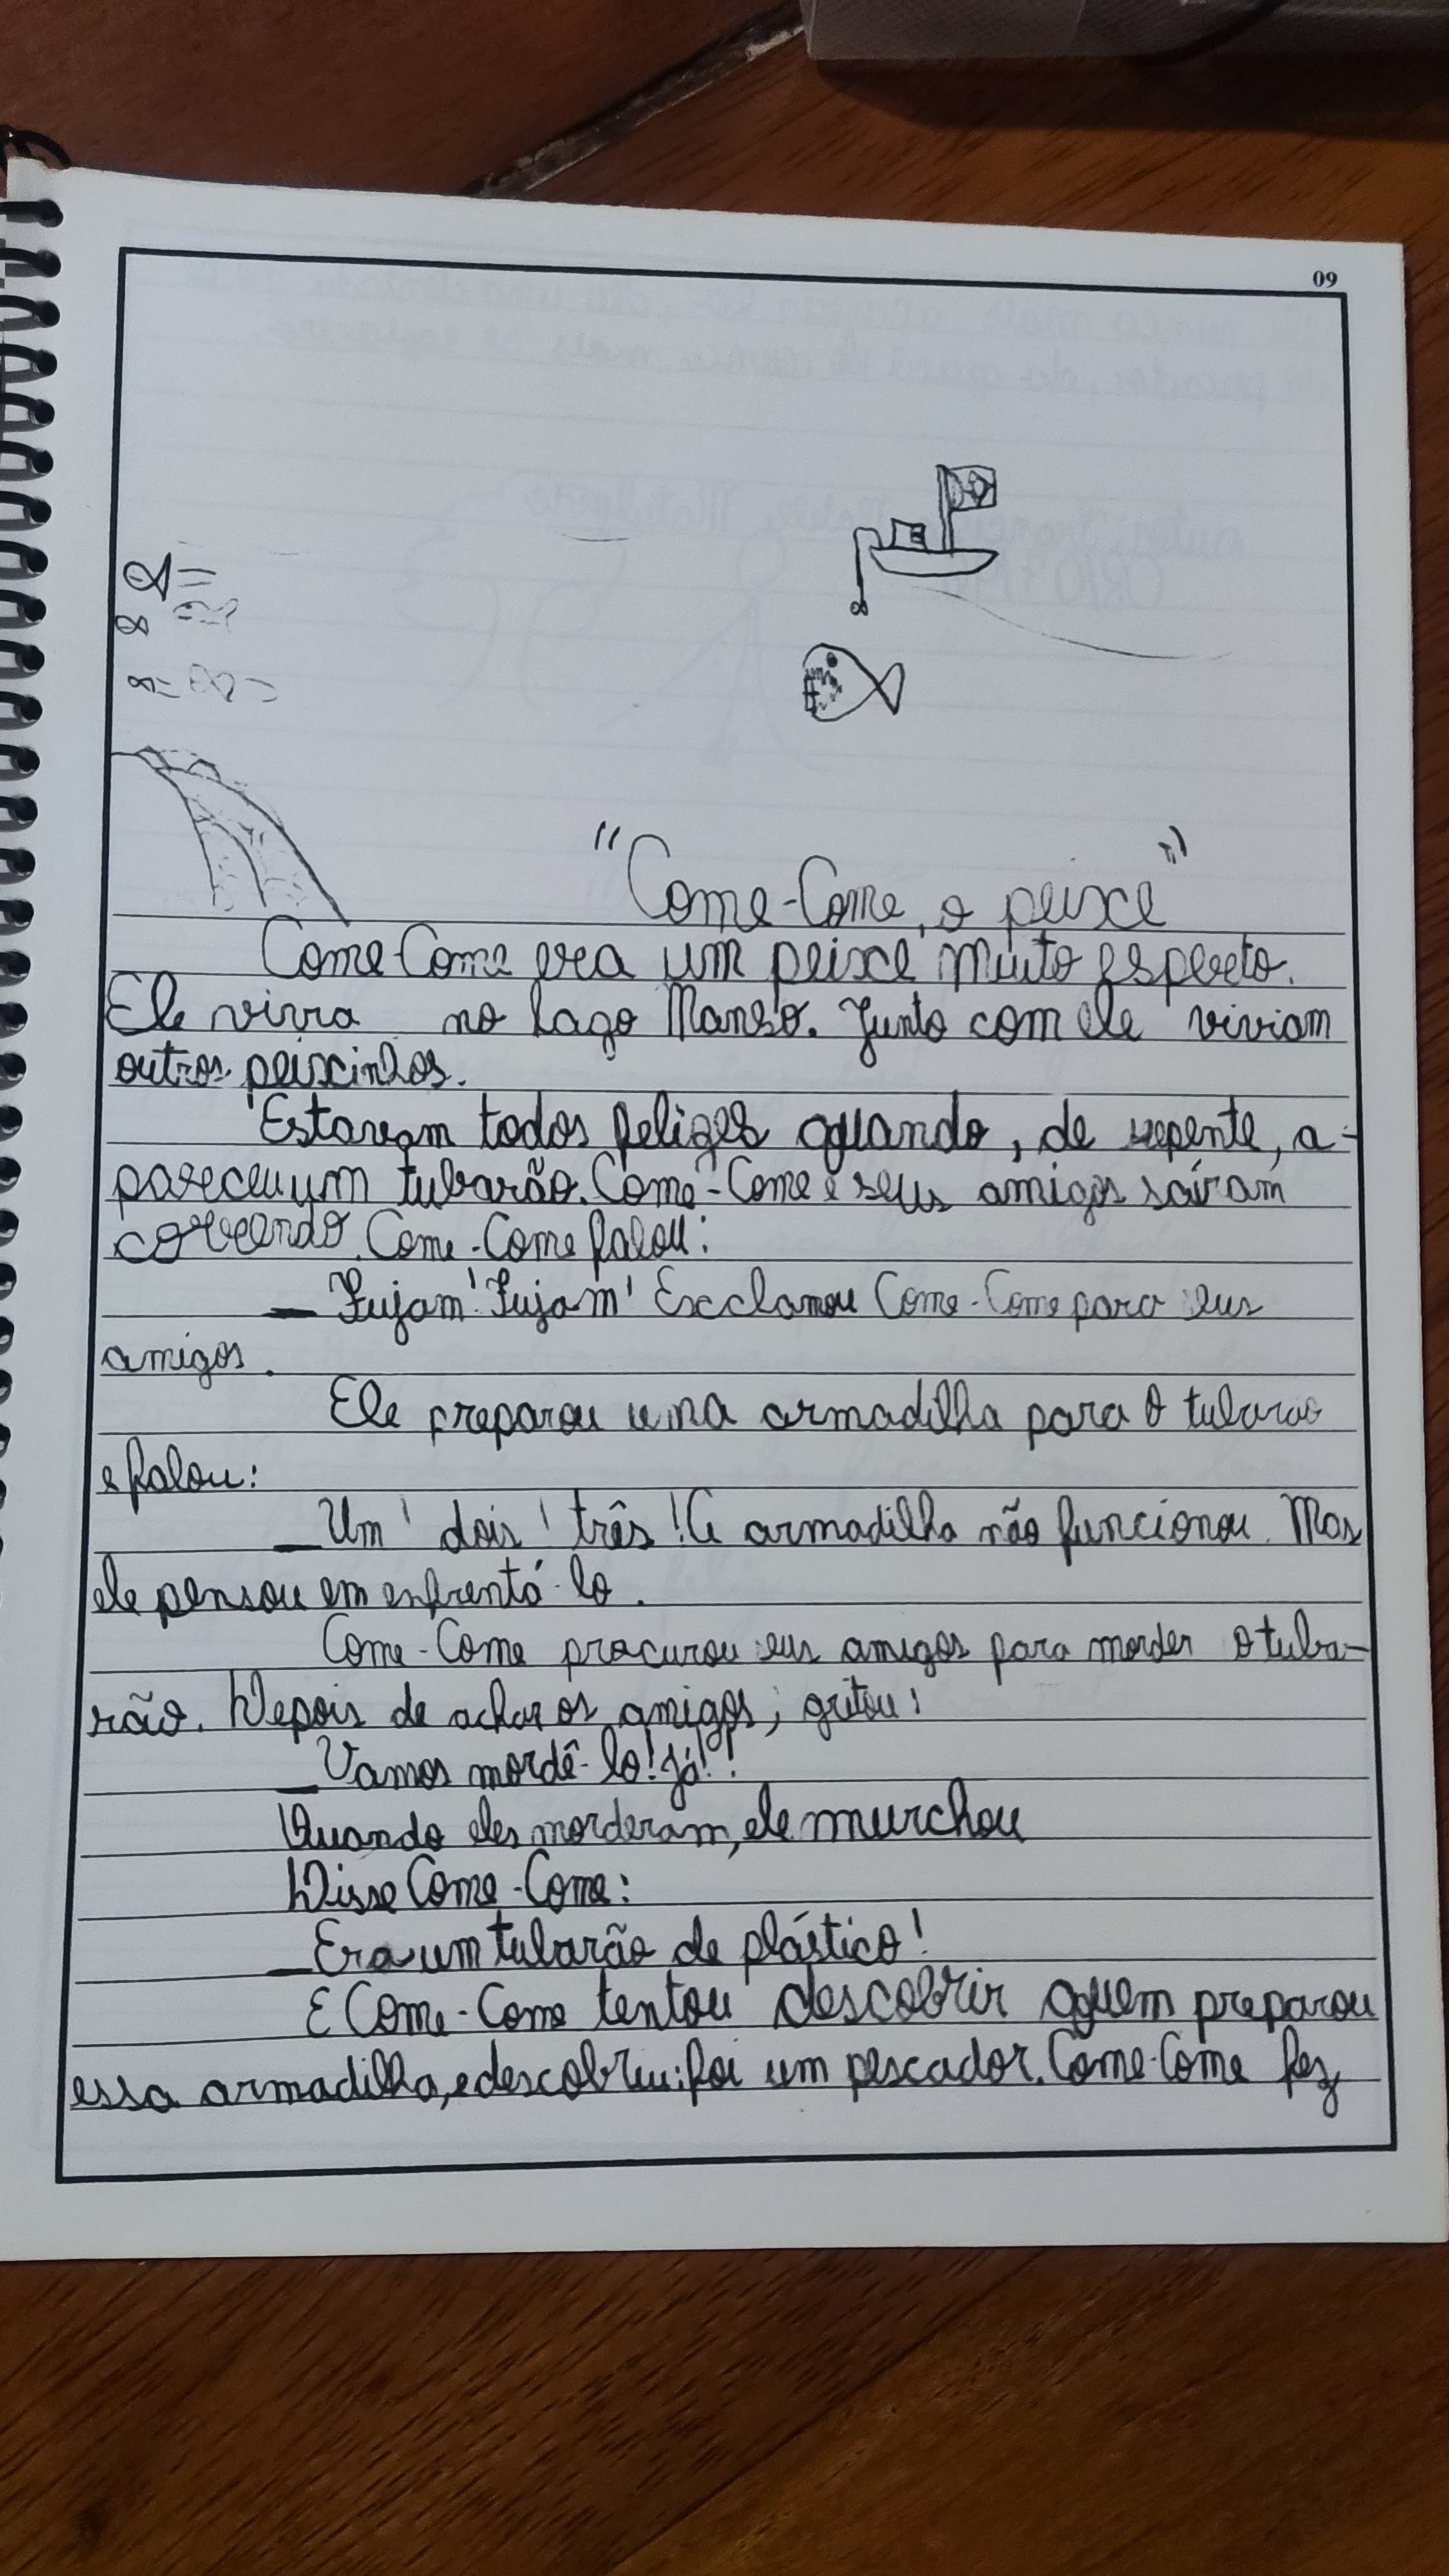 09
"Come-Come, o peixe"
Come-Come era um peixe muito esperto.
Ele vivia no Lago Manso. Junto com ele viviam
outros peixinhos.
Estavam todos felizes quando, de repente, a-
pareceu um tubarão. Come-Come e seus amigos saíram
correndo. Come-Come falou:
— Fujam! Fujam! Exclamou Come-Come para seus
amigos.
Ele preparou uma armadilha para o tubarão
e falou:
— Um! dois! três! A armadilha não funcionou. Mas
ele pensou em enfrentá-lo.
Come-Come procurou seus amigos para morder o tuba-
rão. Depois de achar os amigos, gritou:
— Vamos mordê-lo! já!!
Quando eles morderam, ele murchou
Disse Come-Come:
— Era um tubarão de plástico!
E Come-Come tentou descobrir quem preparou
essa armadilha, e descobriu: foi um pescador. Come-Come fez